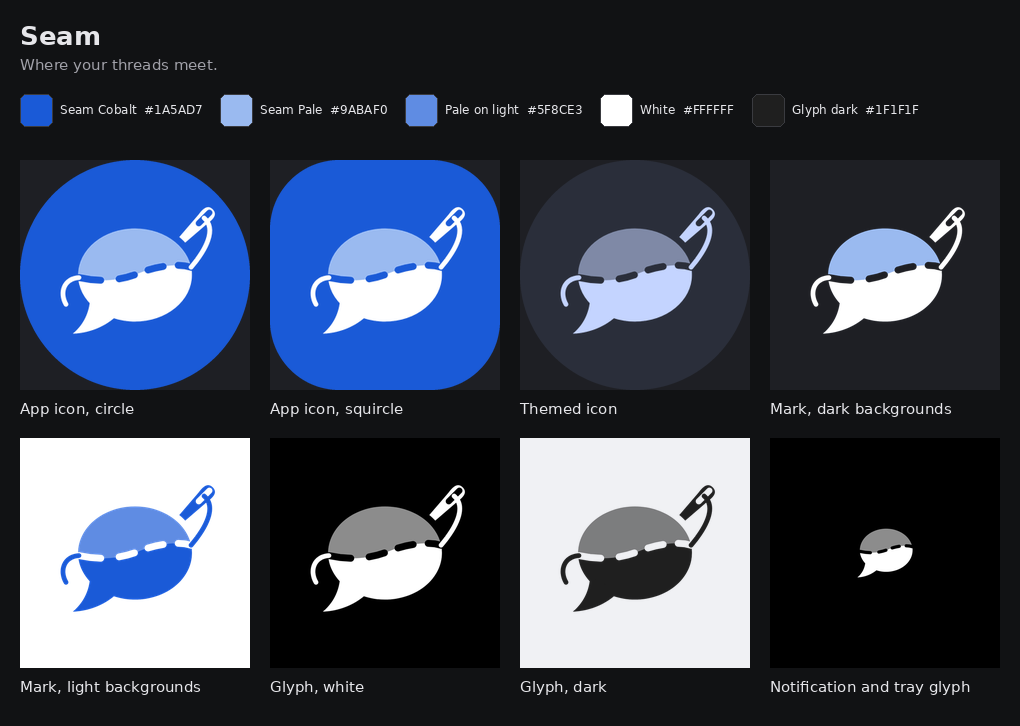 Seam
Where your threads meet.
Seam Cobalt #1A5AD7 Seam Pale #9ABAF0 Pale on light #5F8CE3 White #FFFFFF Glyph dark #1F1F1F
App icon, circle App icon, squircle Themed icon Mark, dark backgrounds
Mark, light backgrounds Glyph, white Glyph, dark Notification and tray glyph